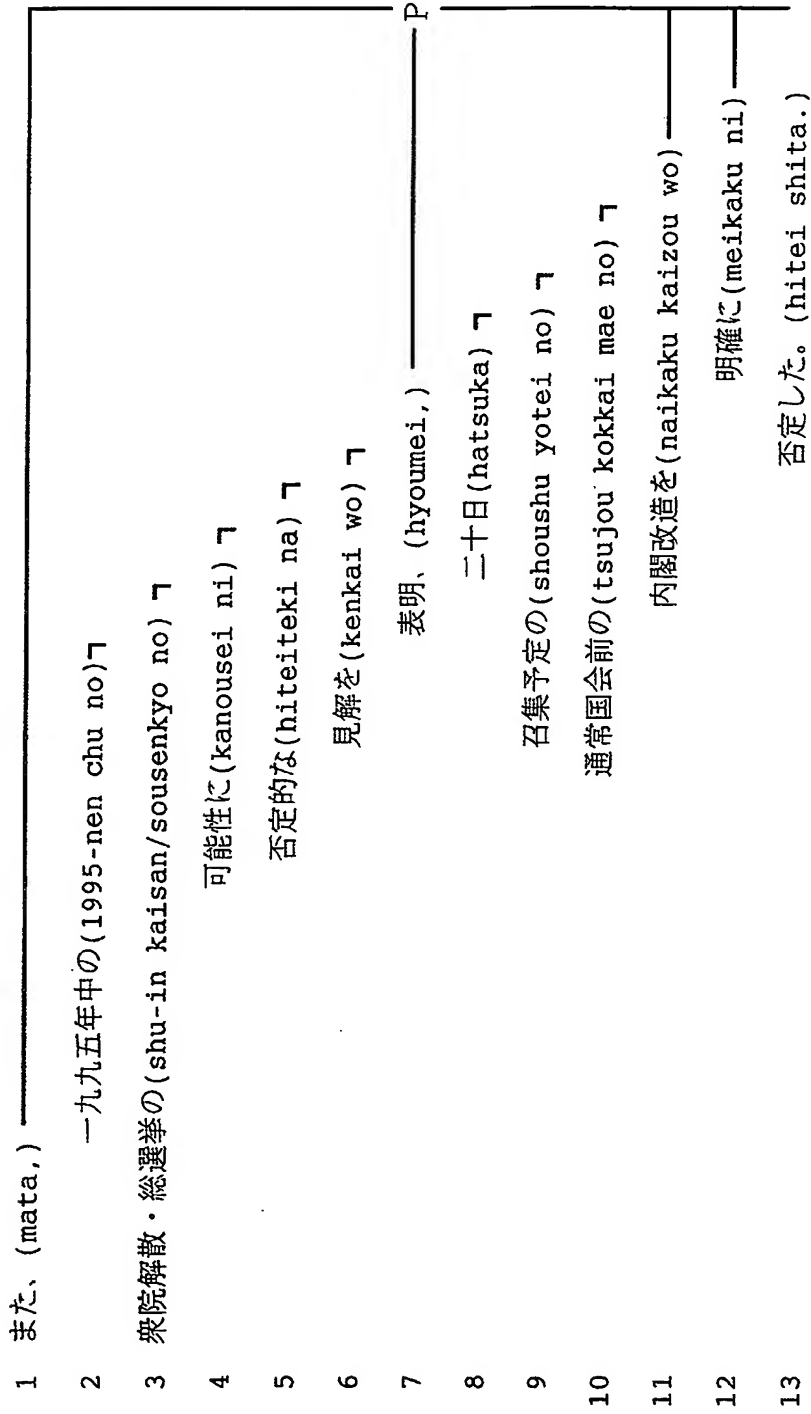 1 また、(mata,)
2 一九九五年中の(1995-nen chu no)
3 衆院解散・総選挙の(shu-in kaisan/sousenkyo no)
4 可能性に(kanousei ni)
5 否定的な(hiteiteki na)
6 見解を(kenkai wo)
7 表明、(hyoumei,) P
8 二十日(hatsuka)
9 召集予定の(shoushu yotei no)
10 通常国会前の(tsujou kokkai mae no)
11 内閣改造を(naikaku kaizou wo)
12 明確に(meikaku ni)
13 否定した。(hitei shita.)